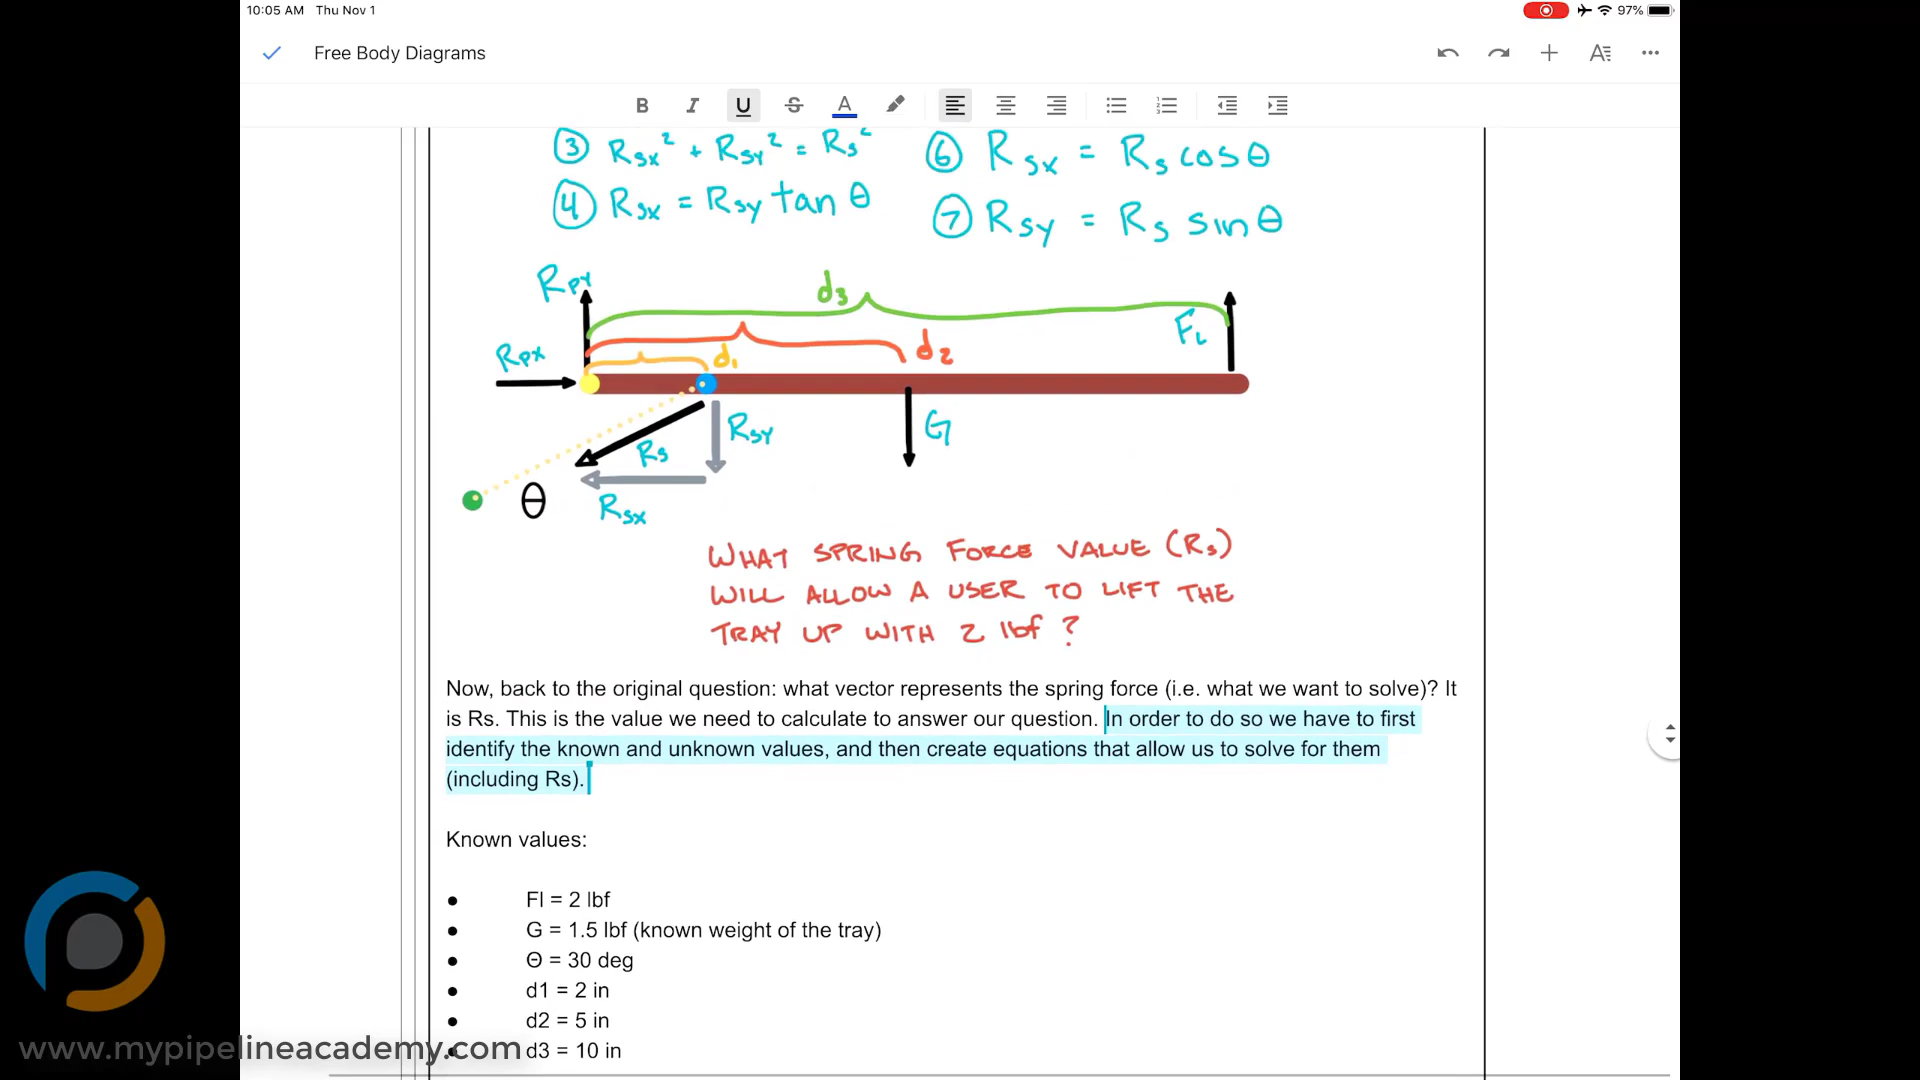 10:05 AM Thu Nov 1
97%
Free Body Diagrams
B I U S A
③ Rsx² + Rsy² = Rs²
⑥ Rsx = Rs cosθ
④ Rsx = Rsy tan θ
⑦ Rsy = Rs sinθ
RPY
d3
FL
RPX
d1
d2
Rsy
G
Rs
θ
Rsx
WHAT SPRING FORCE VALUE (Rs)
WILL ALLOW A USER TO LIFT THE
TRAY UP WITH 2 lbf ?
Now, back to the original question: what vector represents the spring force (i.e. what we want to solve)? It
is Rs. This is the value we need to calculate to answer our question. In order to do so we have to first
identify the known and unknown values, and then create equations that allow us to solve for them
(including Rs).
Known values:
● Fl = 2 lbf
● G = 1.5 lbf (known weight of the tray)
● Θ = 30 deg
● d1 = 2 in
● d2 = 5 in
● d3 = 10 in
www.mypipelineacademy.com